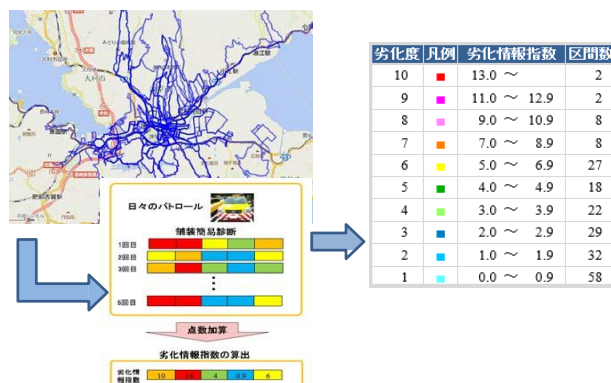 大村市
諫早市
日々のパトロール
舗装簡易診断
1回目
2回目
3回目
5回目
点数加算
劣化情報指数の算出
劣化情報指数 10 16 4 0.9 6
劣化度 凡例 劣化情報指数 区間数
10 13.0 ～ 2
9 11.0 ～ 12.9 2
8 9.0 ～ 10.9 8
7 7.0 ～ 8.9 8
6 5.0 ～ 6.9 27
5 4.0 ～ 4.9 18
4 3.0 ～ 3.9 22
3 2.0 ～ 2.9 29
2 1.0 ～ 1.9 32
1 0.0 ～ 0.9 58